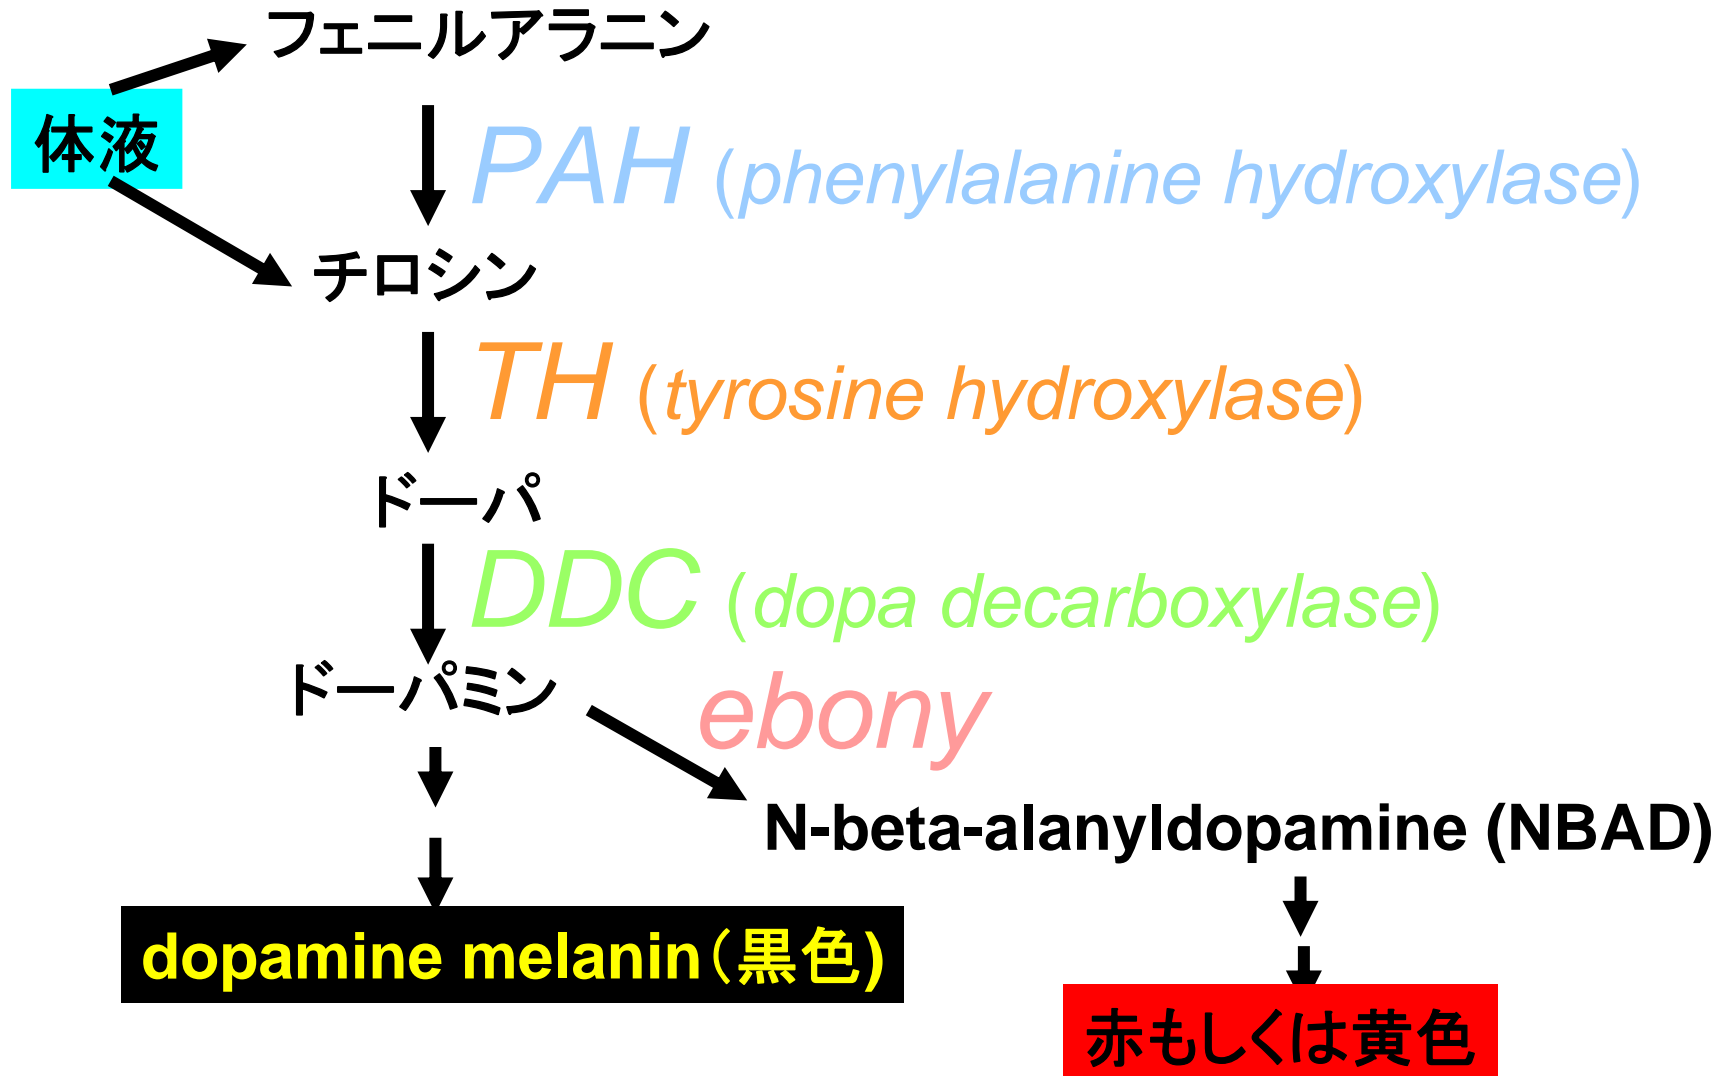 フェニルアラニン
体液
PAH (phenylalanine hydroxylase)
チロシン
TH (tyrosine hydroxylase)
ドーパ
DDC (dopa decarboxylase)
ドーパミン
ebony
N-beta-alanyldopamine (NBAD)
dopamine melanin（黒色)
赤もしくは黄色